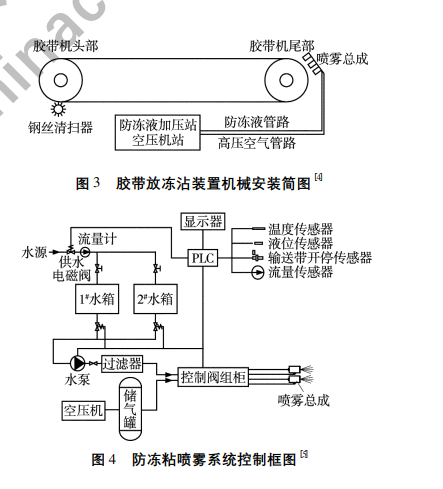 胶带机头部
胶带机尾部
喷雾总成
钢丝清扫器
防冻液加压站
空压机站
防冻液管路
高压空气管路
图 3 胶带放冻沾装置机械安装简图[4]
显示器
水源
流量计
供水
电磁阀
PLC
温度传感器
液位传感器
输送带开停传感器
流量传感器
1#水箱
2#水箱
水泵
过滤器
控制阀组柜
空压机
储
气
罐
喷雾总成
图 4 防冻粘喷雾系统控制框图[5]